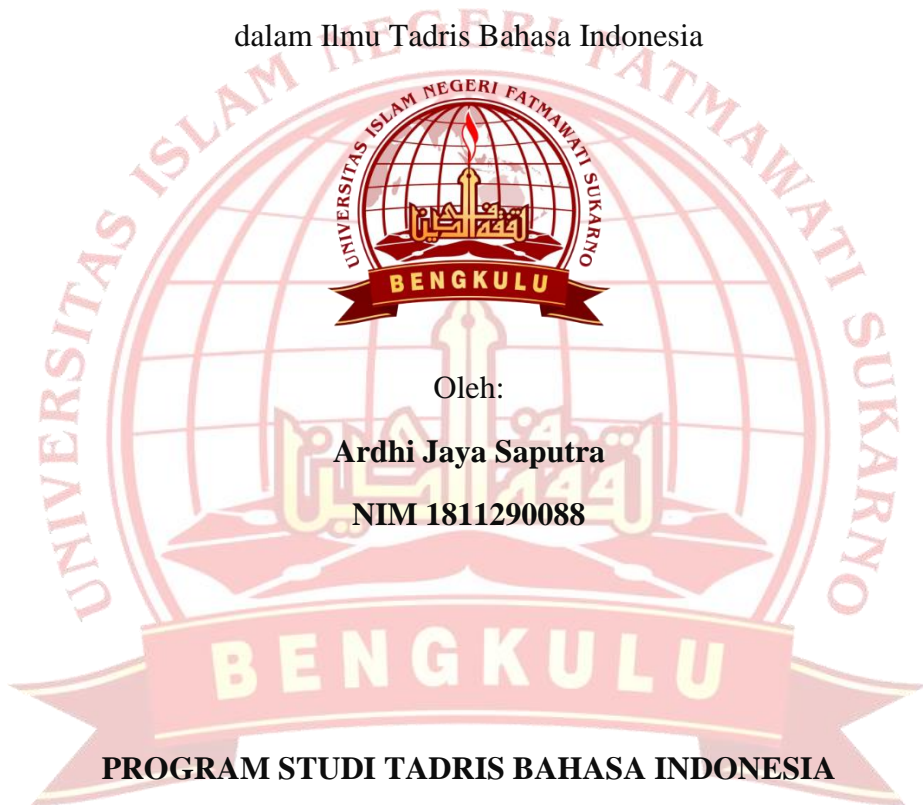 dalam Ilmu Tadris Bahasa Indonesia
UNIVERSITAS ISLAM NEGERI FATMAWATI SUKARNO
BENGKULU
Oleh:
Ardhi Jaya Saputra
NIM 1811290088
UNIVERSITAS ISLAM NEGERI FATMAWATI SUKARNO
BENGKULU
PROGRAM STUDI TADRIS BAHASA INDONESIA